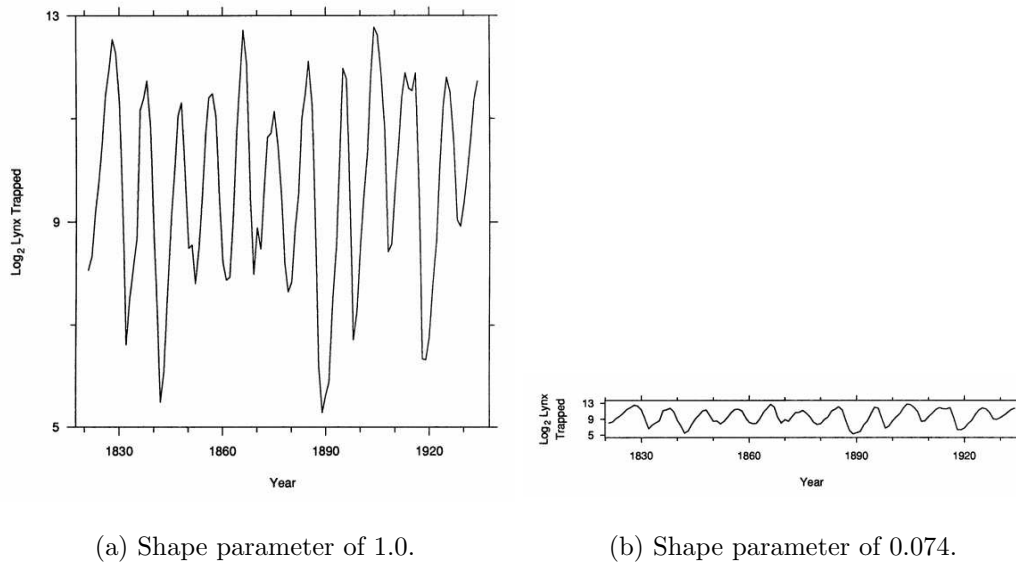 13
9
5
Log₂ Lynx Trapped
1830 1860 1890 1920
Year
(a) Shape parameter of 1.0.
13
9
5
Log₂ Lynx
Trapped
1830 1860 1890 1920
Year
(b) Shape parameter of 0.074.